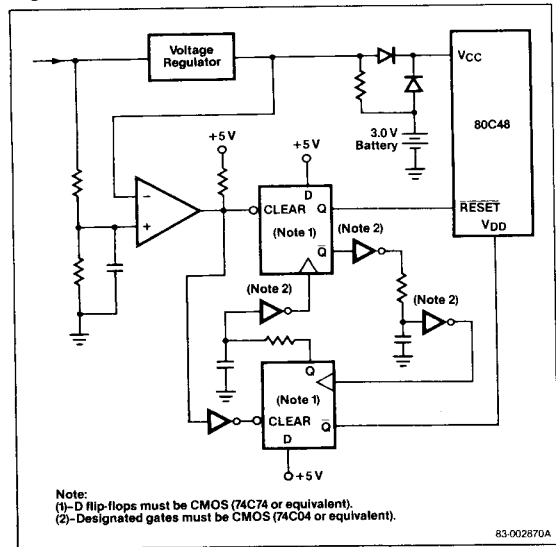 Voltage
Regulator
VCC
80C48
+5 V
3.0 V
Battery
+5 V
D
−
+
CLEAR
Q
RESET
(Note 1)
(Note 2)
VDD
Q
(Note 2)
(Note 2)
Q
(Note 1)
CLEAR
Q
D
+5 V
Note:
(1)–D flip-flops must be CMOS (74C74 or equivalent).
(2)–Designated gates must be CMOS (74C04 or equivalent).
83-002870A